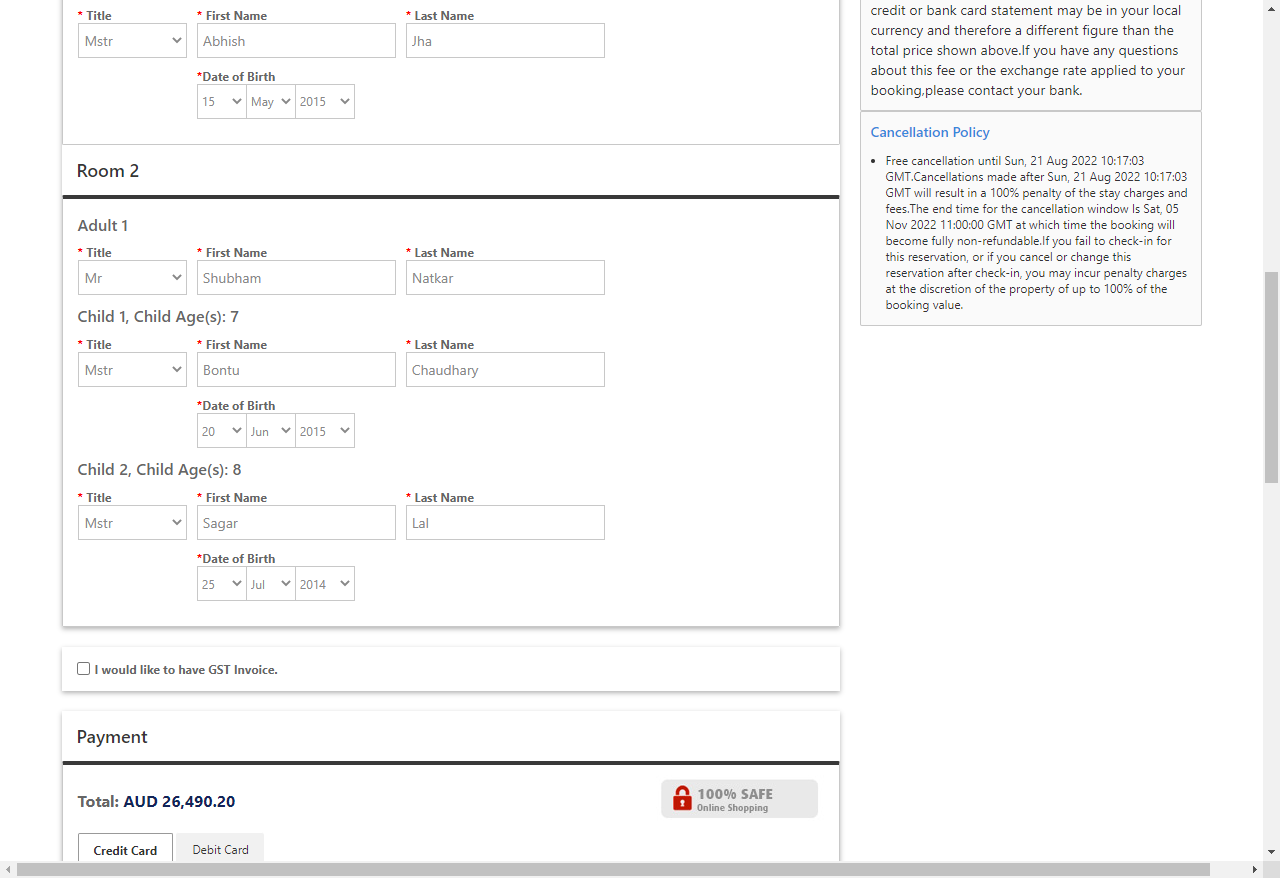 * Title * First Name * Last Name
Mstr Abhish Jha
*Date of Birth
15 May 2015
Room 2
Adult 1
* Title * First Name * Last Name
Mr Shubham Natkar
Child 1, Child Age(s): 7
* Title * First Name * Last Name
Mstr Bontu Chaudhary
*Date of Birth
20 Jun 2015
Child 2, Child Age(s): 8
* Title * First Name * Last Name
Mstr Sagar Lal
*Date of Birth
25 Jul 2014
I would like to have GST Invoice.
Payment
Total: AUD 26,490.20
100% SAFE
Online Shopping
Credit Card Debit Card
credit or bank card statement may be in your local
currency and therefore a different figure than the
total price shown above.If you have any questions
about this fee or the exchange rate applied to your
booking,please contact your bank.
Cancellation Policy
• Free cancellation until Sun, 21 Aug 2022 10:17:03
GMT.Cancellations made after Sun, 21 Aug 2022 10:17:03
GMT will result in a 100% penalty of the stay charges and
fees.The end time for the cancellation window Is Sat, 05
Nov 2022 11:00:00 GMT at which time the booking will
become fully non-refundable.If you fail to check-in for
this reservation, or if you cancel or change this
reservation after check-in, you may incur penalty charges
at the discretion of the property of up to 100% of the
booking value.